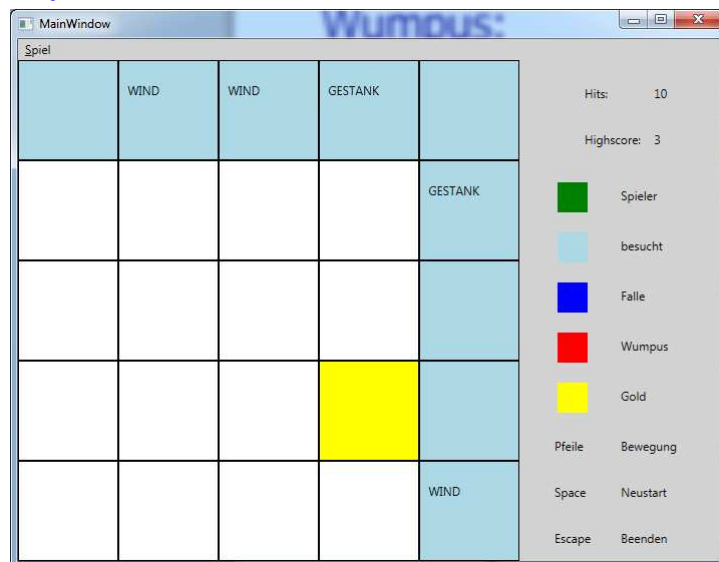 Wumpus:
MainWindow
Spiel
WIND WIND GESTANK
Hits: 10
Highscore: 3
GESTANK
Spieler
besucht
Falle
Wumpus
Gold
Pfeile Bewegung
WIND
Space Neustart
Escape Beenden